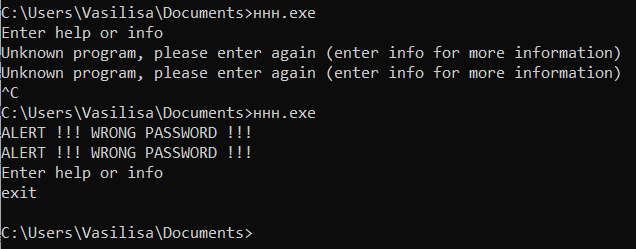 C:\Users\Vasilisa\Documents>ннн.exe
Enter help or info
Unknown program, please enter again (enter info for more information)
Unknown program, please enter again (enter info for more information)
^C
C:\Users\Vasilisa\Documents>ннн.exe
ALERT !!! WRONG PASSWORD !!!
ALERT !!! WRONG PASSWORD !!!
Enter help or info
exit
C:\Users\Vasilisa\Documents>